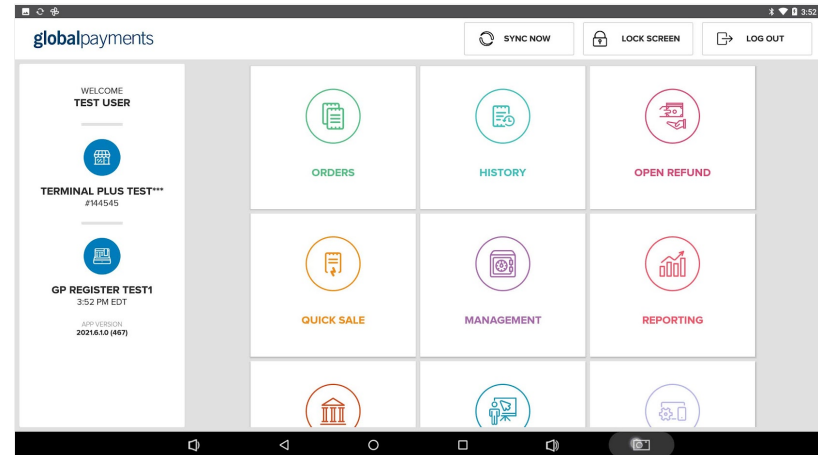 3:52
globalpayments
SYNC NOW
LOCK SCREEN
LOG OUT
WELCOME
TEST USER
TERMINAL PLUS TEST***
#144545
GP REGISTER TEST1
3:52 PM EDT
APP VERSION
2021.6.1.0 (467)
ORDERS
HISTORY
OPEN REFUND
QUICK SALE
MANAGEMENT
REPORTING